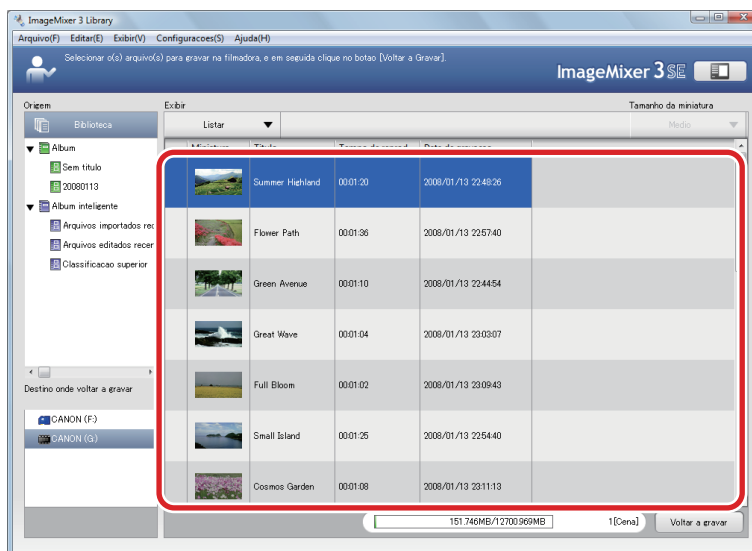 ImageMixer 3 Library
Arquivo(F) Editar(E) Exibir(V) Configuracoes(S) Ajuda(H)
Selecionar o(s) arquivo(s) para gravar na filmadora, e em seguida clique no botao [Voltar a Gravar].
ImageMixer 3 SE
Origem
Exibir
Tamanho da miniatura
Biblioteca
Listar
Medio
Album
Sem titulo
20080113
Album inteligente
Arquivos importados rec
Arquivos editados recer
Classificacao superior
Summer Highland 00:01:20 2008/01/13 22:48:26
Flower Path 00:01:36 2008/01/13 22:57:40
Green Avenue 00:01:10 2008/01/13 22:44:54
Great Wave 00:01:04 2008/01/13 23:03:07
Full Bloom 00:01:02 2008/01/13 23:09:43
Small Island 00:01:25 2008/01/13 22:54:40
Cosmos Garden 00:01:08 2008/01/13 23:11:13
Destino onde voltar a gravar
CANON (F:)
CANON (G:)
151.746MB/12700.969MB
1[Cena]
Voltar a gravar